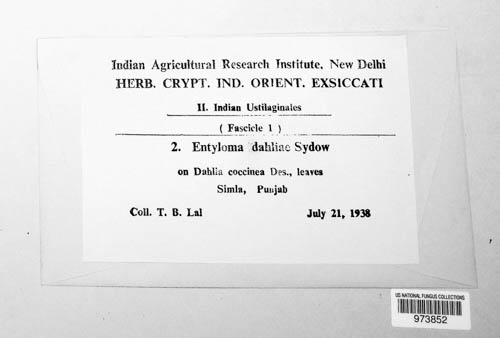 Indian Agricultural Research Institute, New Delhi
HERB. CRYPT. IND. ORIENT. EXSICCATI
II. Indian Ustilaginales
( Fascicle 1 )
2. Entyloma dahliae Sydow
on Dahlia coccinea Des., leaves
Simla, Punjab
Coll. T. B. Lal July 21, 1938
US NATIONAL FUNGUS COLLECTIONS
973852